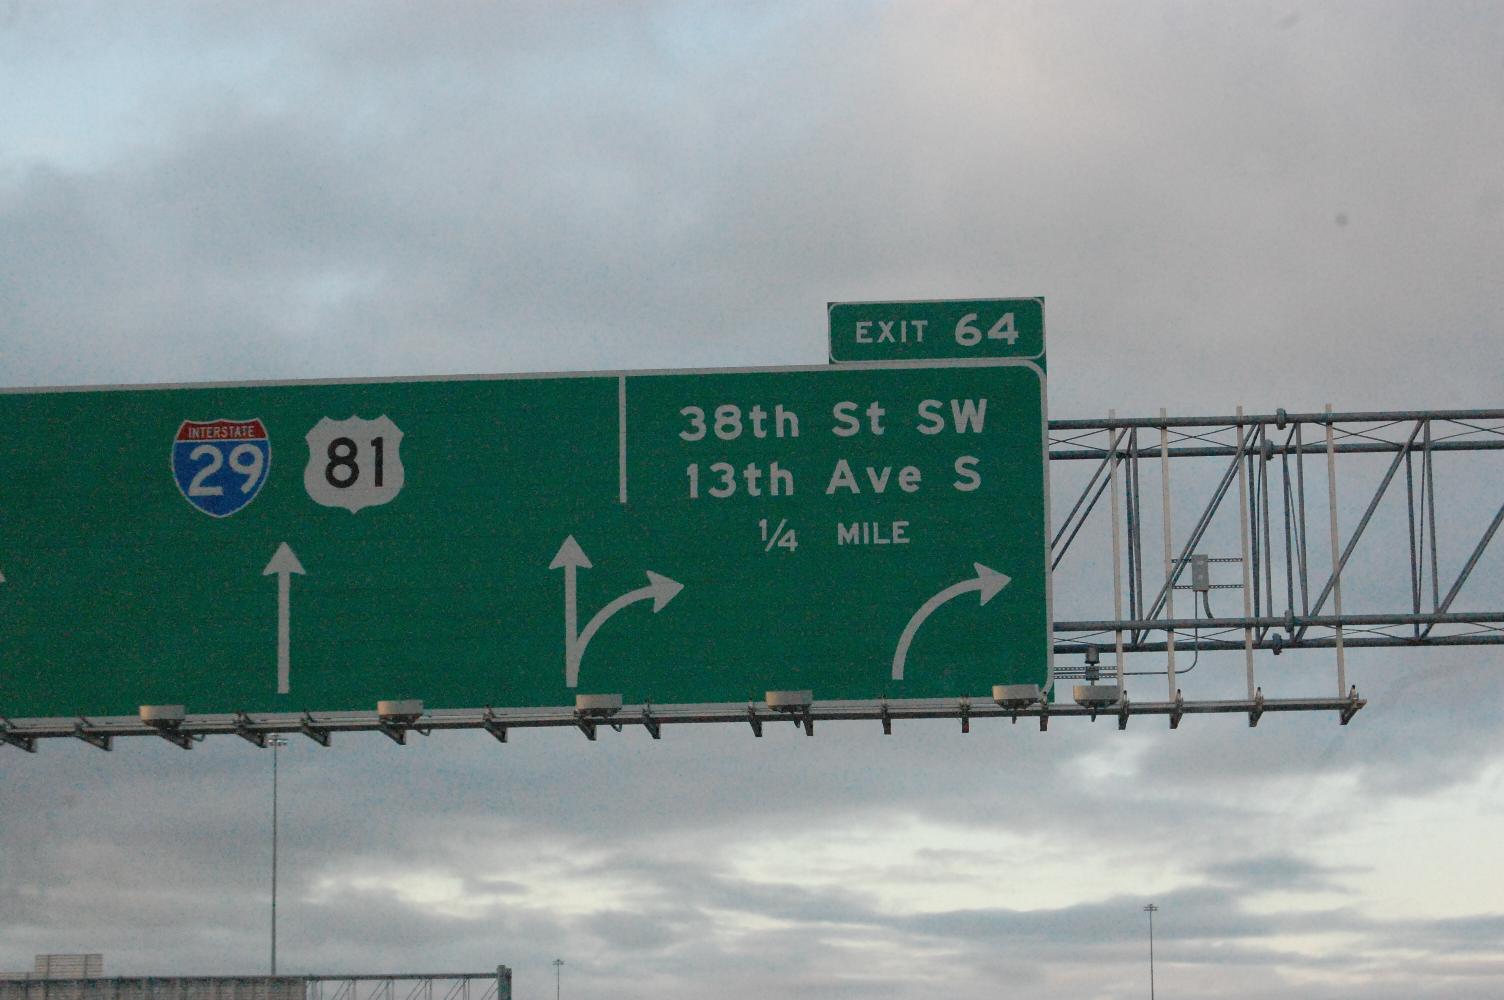 EXIT 64
INTERSTATE
29
81
38th St SW
13th Ave S
1/4 MILE